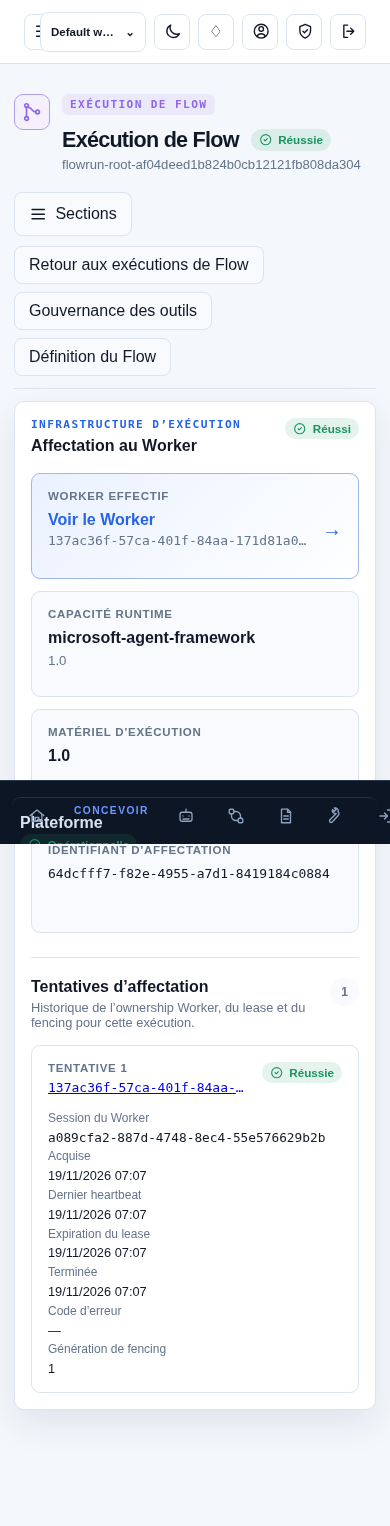 Default w…
EXÉCUTION DE FLOW
Exécution de Flow
Réussie
flowrun-root-af04deed1b824b0cb12121fb808da304
Sections
Retour aux exécutions de Flow
Gouvernance des outils
Définition du Flow
INFRASTRUCTURE D’EXÉCUTION
Réussi
Affectation au Worker
WORKER EFFECTIF
Voir le Worker
137ac36f-57ca-401f-84aa-171d81a0…
→
CAPACITÉ RUNTIME
microsoft-agent-framework
1.0
MATÉRIEL D’EXÉCUTION
1.0
CONCEVOIR
Plateforme
Opérationnelle
IDENTIFIANT D’AFFECTATION
64dcfff7-f82e-4955-a7d1-8419184c0884
Tentatives d’affectation
1
Historique de l’ownership Worker, du lease et du
fencing pour cette exécution.
TENTATIVE 1
Réussie
137ac36f-57ca-401f-84aa-…
Session du Worker
a089cfa2-887d-4748-8ec4-55e576629b2b
Acquise
19/11/2026 07:07
Dernier heartbeat
19/11/2026 07:07
Expiration du lease
19/11/2026 07:07
Terminée
19/11/2026 07:07
Code d’erreur
—
Génération de fencing
1